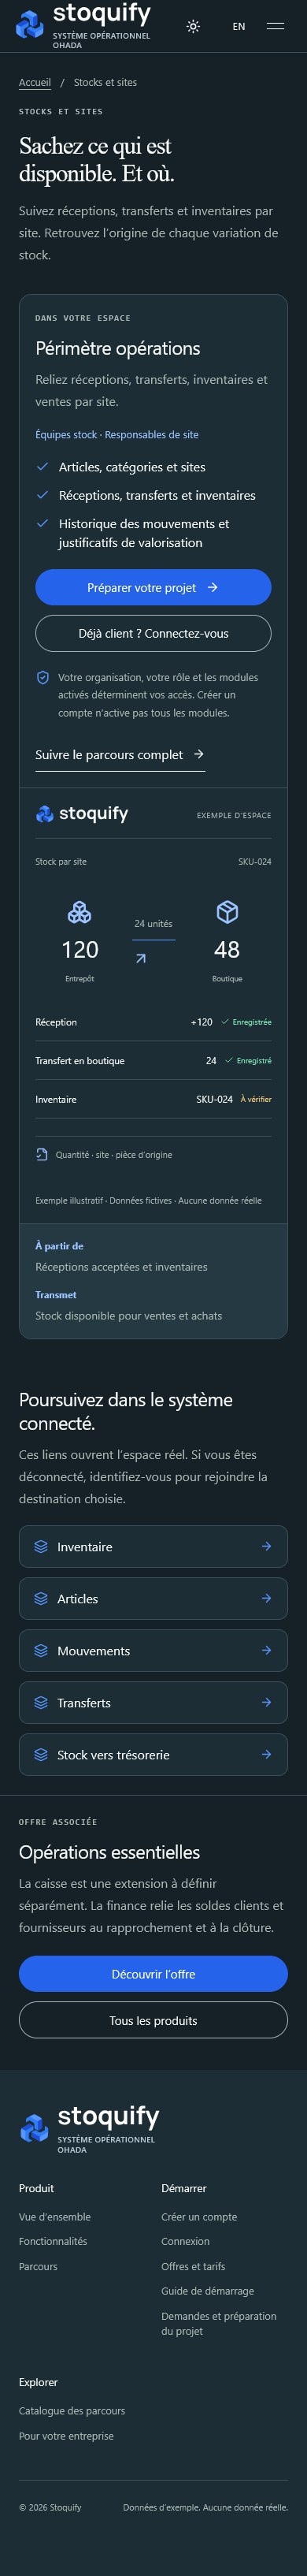 stoquify
SYSTÈME OPÉRATIONNEL
OHADA
EN
Accueil / Stocks et sites
STOCKS ET SITES
Sachez ce qui est
disponible. Et où.
Suivez réceptions, transferts et inventaires par
site. Retrouvez l'origine de chaque variation de
stock.
DANS VOTRE ESPACE
Périmètre opérations
Reliez réceptions, transferts, inventaires et
ventes par site.
Équipes stock · Responsables de site
Articles, catégories et sites
Réceptions, transferts et inventaires
Historique des mouvements et
justificatifs de valorisation
Préparer votre projet
Déjà client ? Connectez-vous
Votre organisation, votre rôle et les modules
activés déterminent vos accès. Créer un
compte n'active pas tous les modules.
Suivre le parcours complet
stoquify EXEMPLE D'ESPACE
Stock par site SKU-024
120 24 unités 48
Entrepôt Boutique
Réception +120 Enregistrée
Transfert en boutique 24 Enregistré
Inventaire SKU-024 À vérifier
Quantité · site · pièce d'origine
Exemple illustratif · Données fictives · Aucune donnée réelle
À partir de
Réceptions acceptées et inventaires
Transmet
Stock disponible pour ventes et achats
Poursuivez dans le système
connecté.
Ces liens ouvrent l'espace réel. Si vous êtes
déconnecté, identifiez-vous pour rejoindre la
destination choisie.
Inventaire
Articles
Mouvements
Transferts
Stock vers trésorerie
OFFRE ASSOCIÉE
Opérations essentielles
La caisse est une extension à définir
séparément. La finance relie les soldes clients et
fournisseurs au rapprochement et à la clôture.
Découvrir l'offre
Tous les produits
stoquify
SYSTÈME OPÉRATIONNEL
OHADA
Produit
Vue d'ensemble
Fonctionnalités
Parcours
Démarrer
Créer un compte
Connexion
Offres et tarifs
Guide de démarrage
Demandes et préparation
du projet
Explorer
Catalogue des parcours
Pour votre entreprise
© 2026 Stoquify Données d'exemple. Aucune donnée réelle.